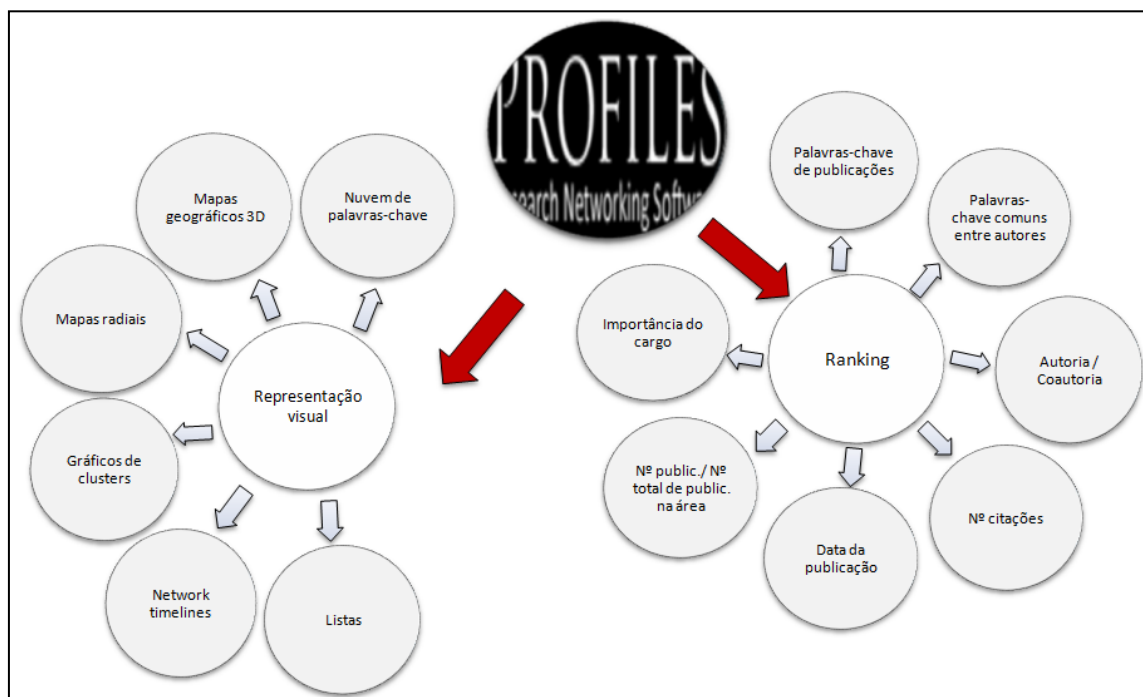 PROFILES
search Networking Softwar
Mapas
geográficos 3D
Nuvem de
palavras-chave
Mapas radiais
Representação
visual
Gráficos de
clusters
Network
timelines
Listas
Palavras-chave
de publicações
Palavras-
chave comuns
entre autores
Importância do
cargo
Ranking
Autoria /
Coautoria
Nº public./ Nº
total de public.
na área
Data da
publicação
Nº citações